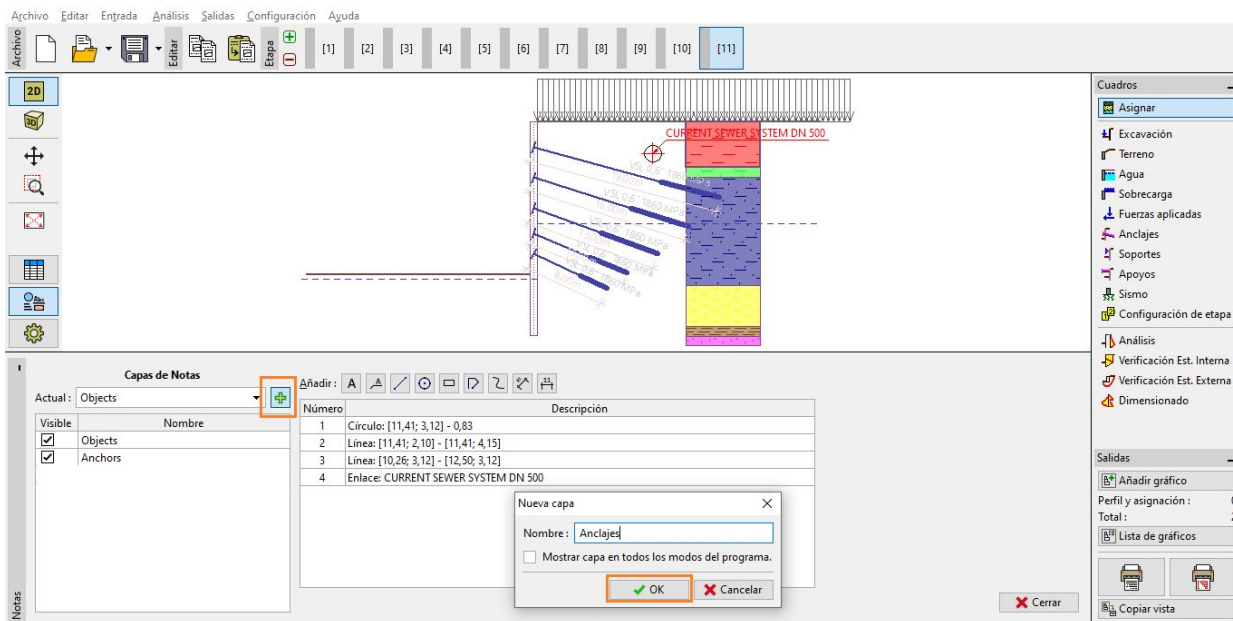 Archivo Editar Entrada Análisis Salidas Configuración Ayuda
Archivo
Editar
Etapa
[1] [2] [3] [4] [5] [6] [7] [8] [9] [10] [11]
2D
3D
CURRENT SEWER SYSTEM DN 500
VSL 0,6" 1860 MPa
VSL 0,6" 1860 MPa
VSL 0,6" 1860 MPa
8,00m
Cuadros
Asignar
Excavación
Terreno
Agua
Sobrecarga
Fuerzas aplicadas
Anclajes
Soportes
Apoyos
Sismo
Configuración de etapa
Análisis
Verificación Est. Interna
Verificación Est. Externa
Dimensionado
Salidas
Añadir gráfico
Perfil y asignación :
Total :
Lista de gráficos
Copiar vista
Notas
Capas de Notas
Actual : Objects
Visible Nombre
Objects
Anchors
Añadir :
Número Descripción
1 Círculo: [11,41; 3,12] - 0,83
2 Línea: [11,41; 2,10] - [11,41; 4,15]
3 Línea: [10,26; 3,12] - [12,50; 3,12]
4 Enlace: CURRENT SEWER SYSTEM DN 500
Nueva capa
Nombre : Anclajes
Mostrar capa en todos los modos del programa.
OK Cancelar
Cerrar